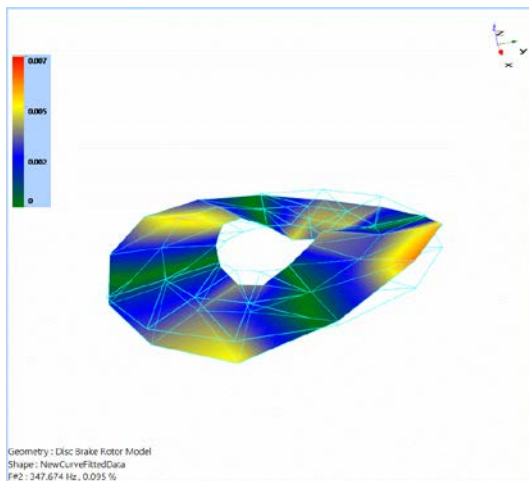 Z
Y
X
0.007
0.005
0.002
0
Geometry : Disc Brake Rotor Model
Shape : NewCurveFittedData
F#2 : 347.674 Hz, 0.095 %